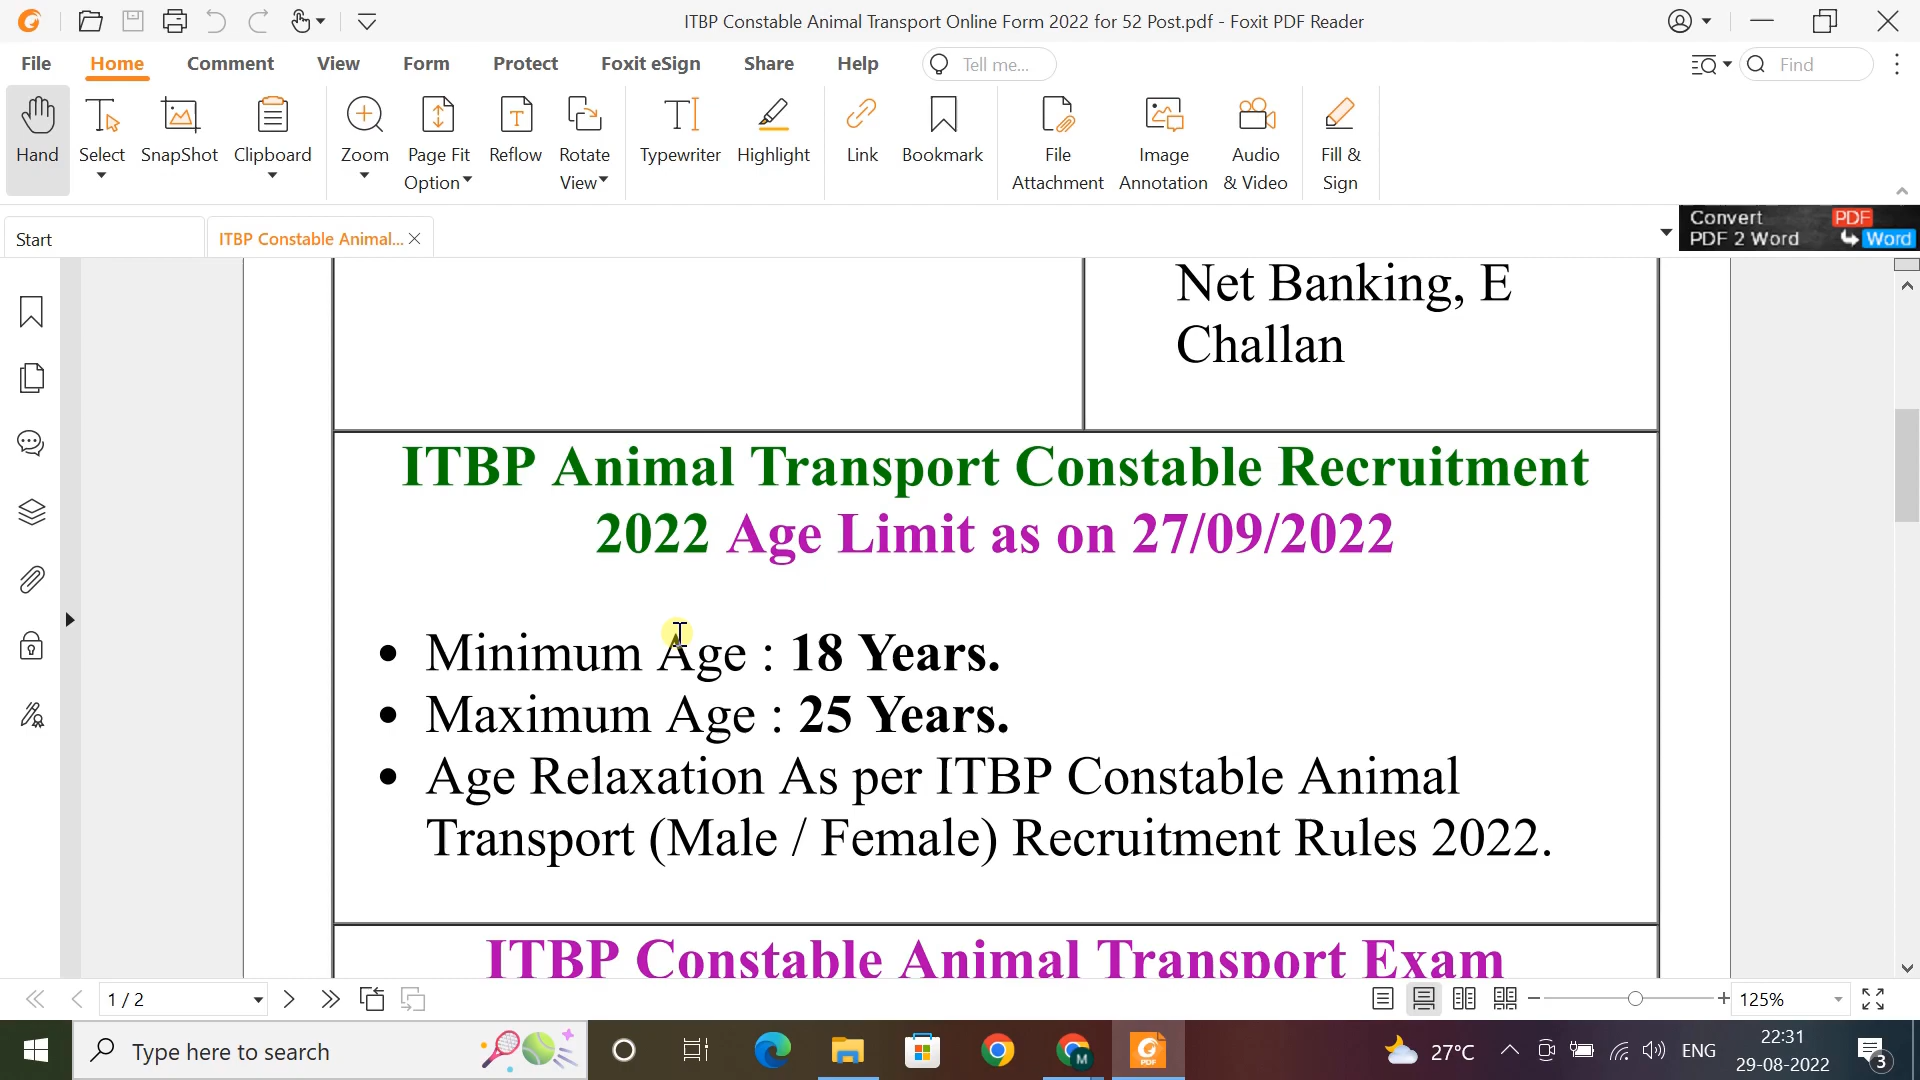 ITBP Constable Animal Transport Online Form 2022 for 52 Post.pdf - Foxit PDF Reader
File Home Comment View Form Protect Foxit eSign Share Help Tell me... Find
Hand Select SnapShot Clipboard Zoom Page Fit Option Reflow Rotate View Typewriter Highlight Link Bookmark File Attachment Image Annotation Audio & Video Fill & Sign
Start ITBP Constable Animal...
Convert PDF
PDF 2 Word Word
Net Banking, E
Challan
ITBP Animal Transport Constable Recruitment
2022 Age Limit as on 27/09/2022
• Minimum Age : 18 Years.
• Maximum Age : 25 Years.
• Age Relaxation As per ITBP Constable Animal
Transport (Male / Female) Recruitment Rules 2022.
ITBP Constable Animal Transport Exam
1 / 2 125%
Type here to search
M
PDF
27°C ENG 22:31
29-08-2022
3